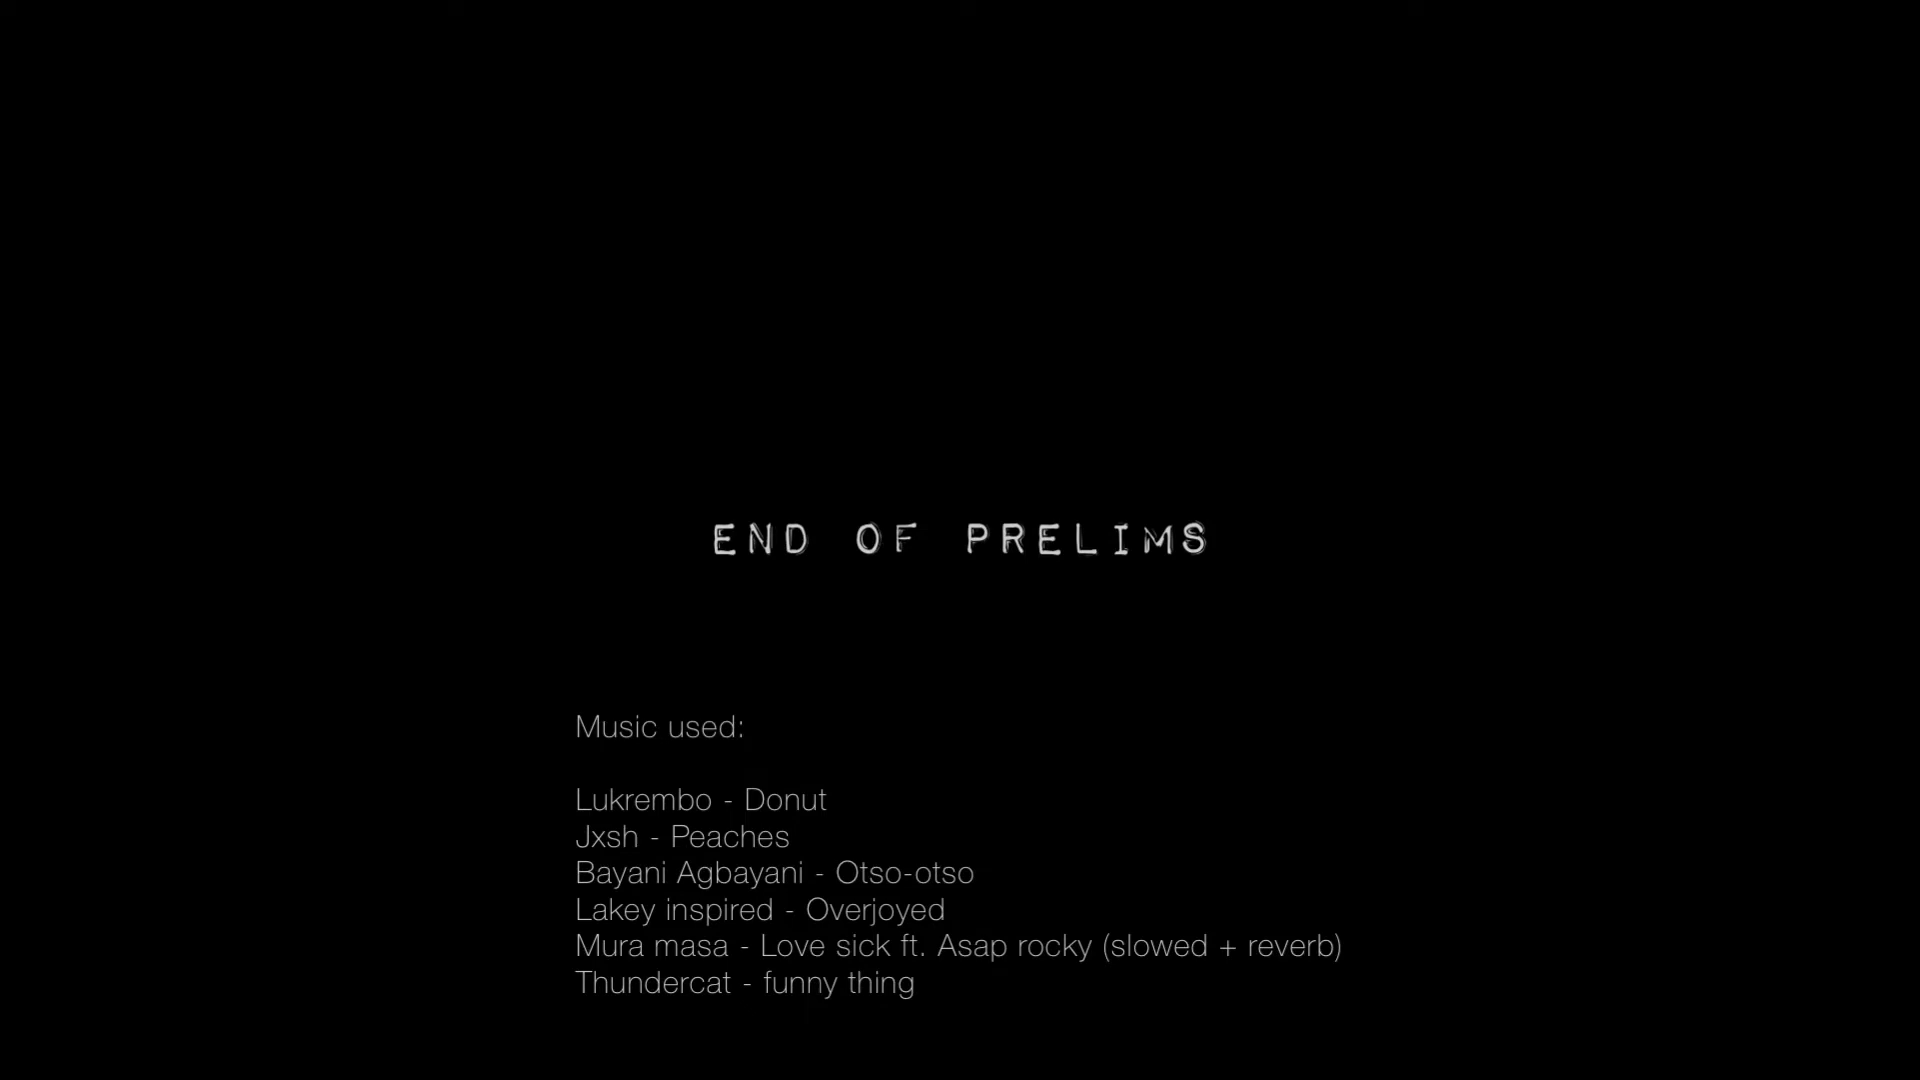 END OF PRELIMS
Music used:
Lukrembo - Donut
Jxsh - Peaches
Bayani Agbayani - Otso-otso
Lakey inspired - Overjoyed
Mura masa - Love sick ft. Asap rocky (slowed + reverb)
Thundercat - funny thing